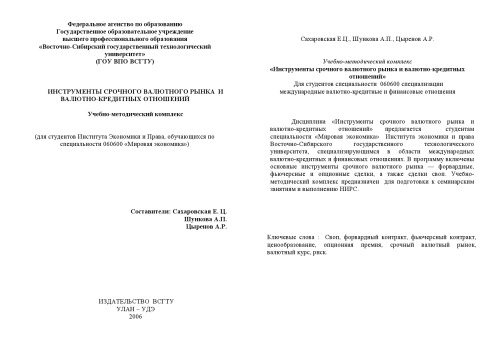 Федеральное агенство по образованию
Государственное образовательное учреждение
высшего профессионального образования
«Восточно-Сибирский государственный технологический
университет»
(ГОУ ВПО ВСГТУ)
ИНСТРУМЕНТЫ СРОЧНОГО ВАЛЮТНОГО РЫНКА И
ВАЛЮТНО-КРЕДИТНЫХ ОТНОШЕНИЙ
Учебно-методический комплекс
(для студентов Института Экономики и Права, обучающихся по
специальности 060600 «Мировая экономика»)
Составители: Сахаровская Е. Ц.
Шункова А.П.
Цыренов А.Р.
ИЗДАТЕЛЬСТВО ВСГТУ
УЛАН – УДЭ
2006
Сахаровская Е.Ц., Шункова А.П., Цыренов А.Р.
Учебно-методический комплекс
«Инструменты срочного валютного рынка и валютно-кредитных
отношений»
Для студентов специальности 060600 специализации
международные валютно-кредитные и финансовые отношения
Дисциплина «Инструменты срочного валютного рынка и
валютно-кредитных отношений» предлагается студентам
специальности «Мировая экономика» Института экономики и права
Восточно-Сибирского государственного технологического
университета, специализирующимся в области международных
валютно-кредитных и финансовых отношениях. В программу включены
основные инструменты срочного валютного рынка — форвардные,
фьючерсные и опционные сделки, а также сделки своп. Учебно-
методический комплекс предназначен для подготовки к семинарским
занятиям и выполнению НИРС.
Ключевые слова : Своп, форвардный контракт, фьючерсный контракт,
ценообразование, опционная премия, срочный валютный рынок,
валютный курс, риск.